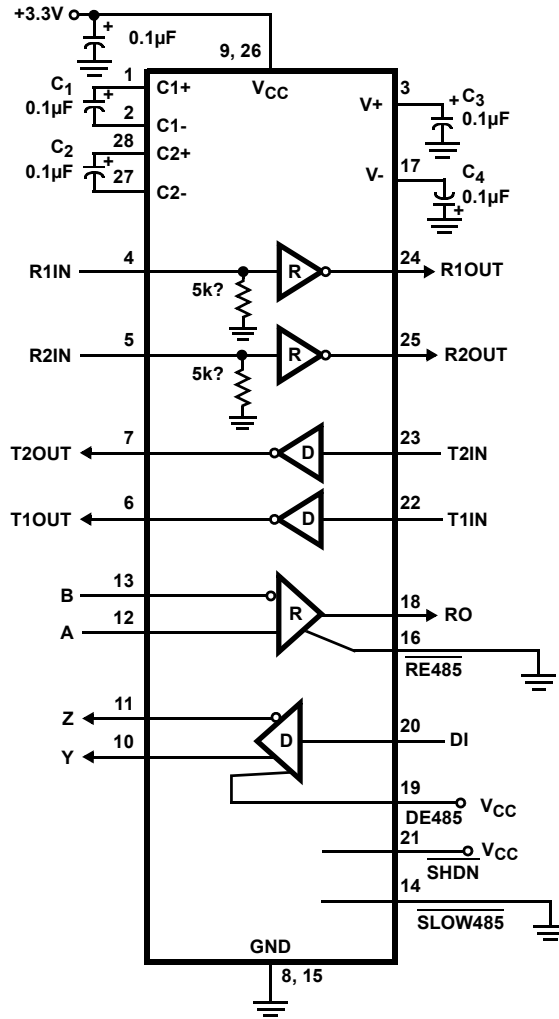 +3.3V
0.1µF
9, 26
VCC
C1
0.1µF
1
C1+
2
C1-
C2
0.1µF
28
C2+
27
C2-
3
V+
C3
0.1µF
17
V-
C4
0.1µF
R1IN
4
5k?
R
24
R1OUT
R2IN
5
5k?
R
25
R2OUT
T2OUT
7
D
23
T2IN
T1OUT
6
D
22
T1IN
B
13
A
12
R
18
RO
16
RE485
Z
11
Y
10
D
20
DI
19
DE485
VCC
21
SHDN
VCC
14
SLOW485
GND
8, 15